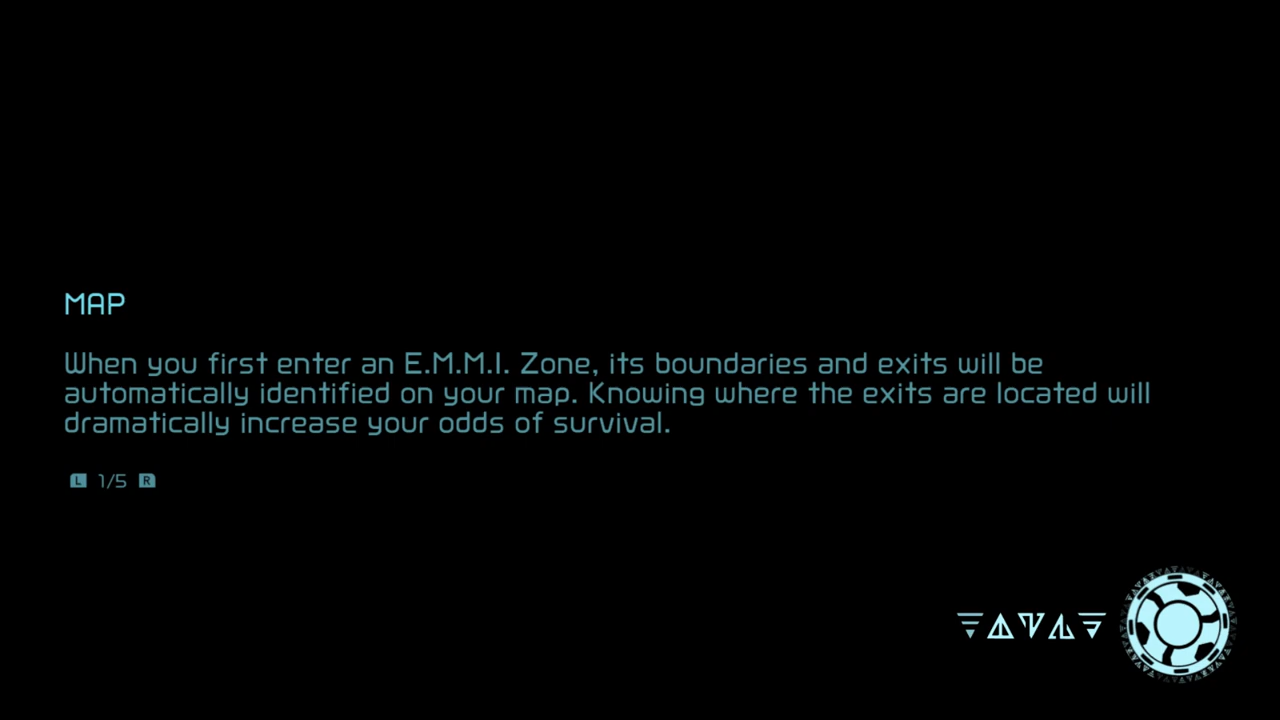 MAP
When you first enter an E.M.M.I. Zone, its boundaries and exits will be
automatically identified on your map. Knowing where the exits are located will
dramatically increase your odds of survival.
L 1/5 R